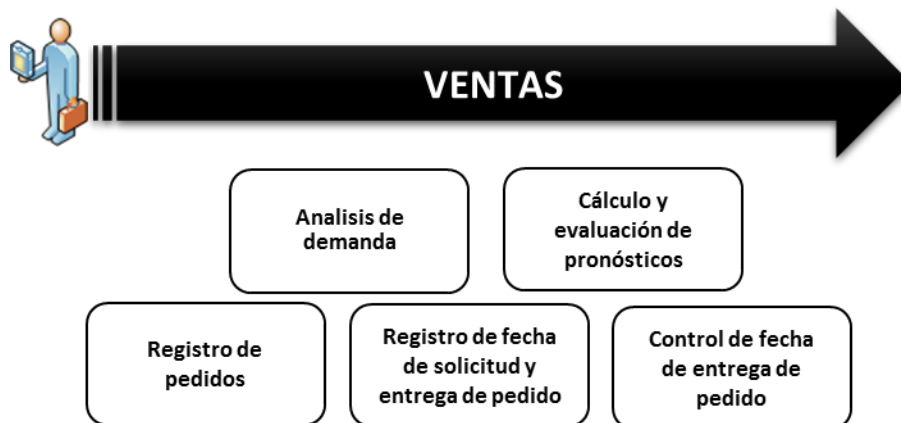 VENTAS
Analisis de
demanda
Cálculo y
evaluación de
pronósticos
Registro de
pedidos
Registro de fecha
de solicitud y
entrega de pedido
Control de fecha
de entrega de
pedido